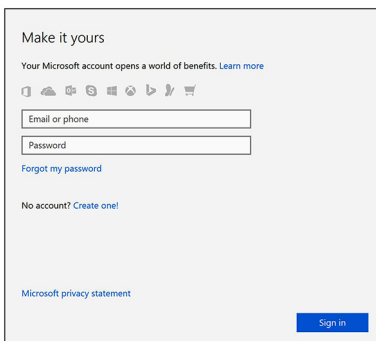 Make it yours
Your Microsoft account opens a world of benefits. Learn more
Email or phone
Password
Forgot my password
No account? Create one!
Microsoft privacy statement
Sign in